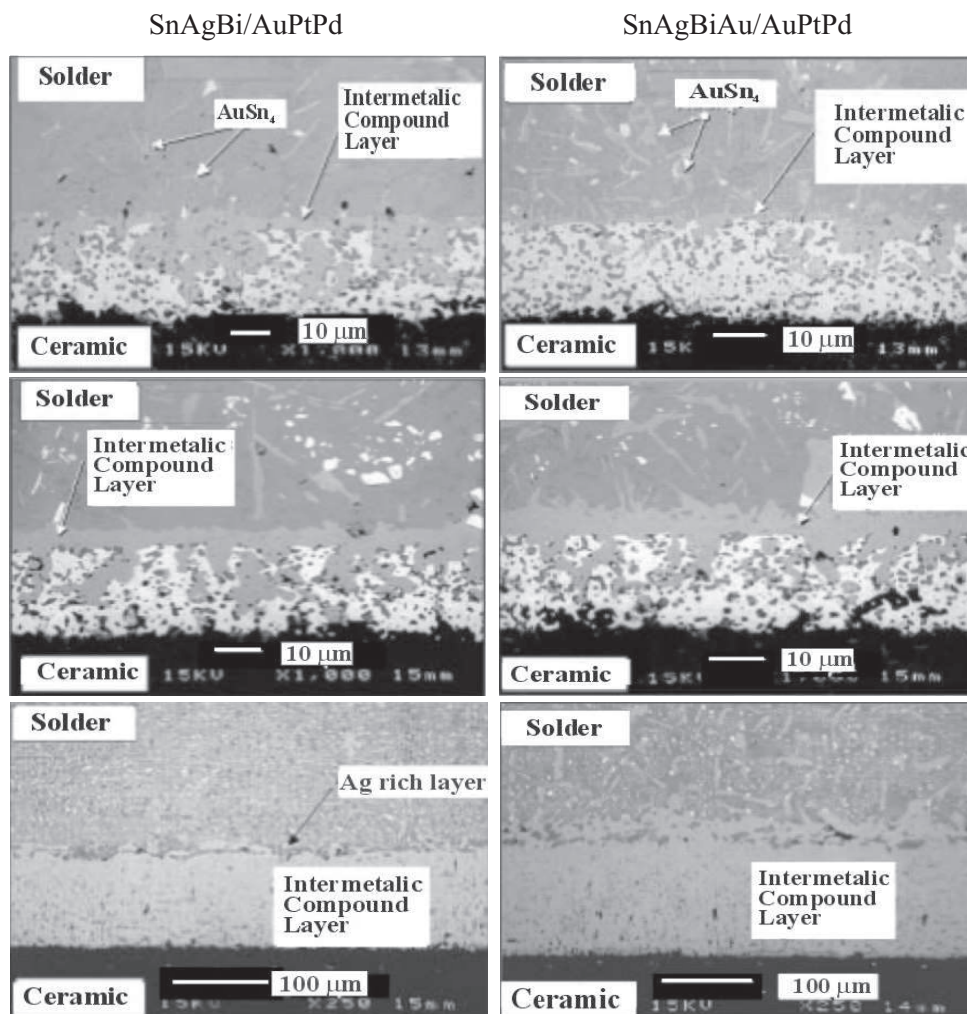 SnAgBi/AuPtPd
SnAgBiAu/AuPtPd
Solder
AuSn4
Intermetalic
Compound
Layer
Ceramic
10 μm
15KV X1,000 13mm
Solder
AuSn4
Intermetalic
Compound
Layer
Ceramic
10 μm
15K 13mm
Solder
Intermetalic
Compound
Layer
Ceramic
10 μm
15KV X1,000 15mm
Solder
Intermetalic
Compound
Layer
Ceramic
10 μm
15KV 15mm
Solder
Ag rich layer
Intermetalic
Compound
Layer
Ceramic
100 μm
15KV X250 15mm
Solder
Intermetalic
Compound
Layer
Ceramic
100 μm
15KV X250 14mm